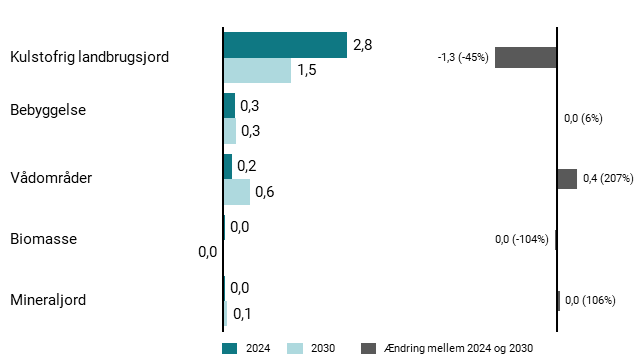 2,8
Kulstofrig landbrugsjord
-1,3 (-45%)
1,5
0,3
Bebyggelse
0,0 (6%)
0,3
0,2
Vådområder
0,4 (207%)
0,6
0,0
Biomasse
0,0 (-104%)
0,0
0,0
Mineraljord
0,0 (106%)
0,1
2024 2030 Ændring mellem 2024 og 2030